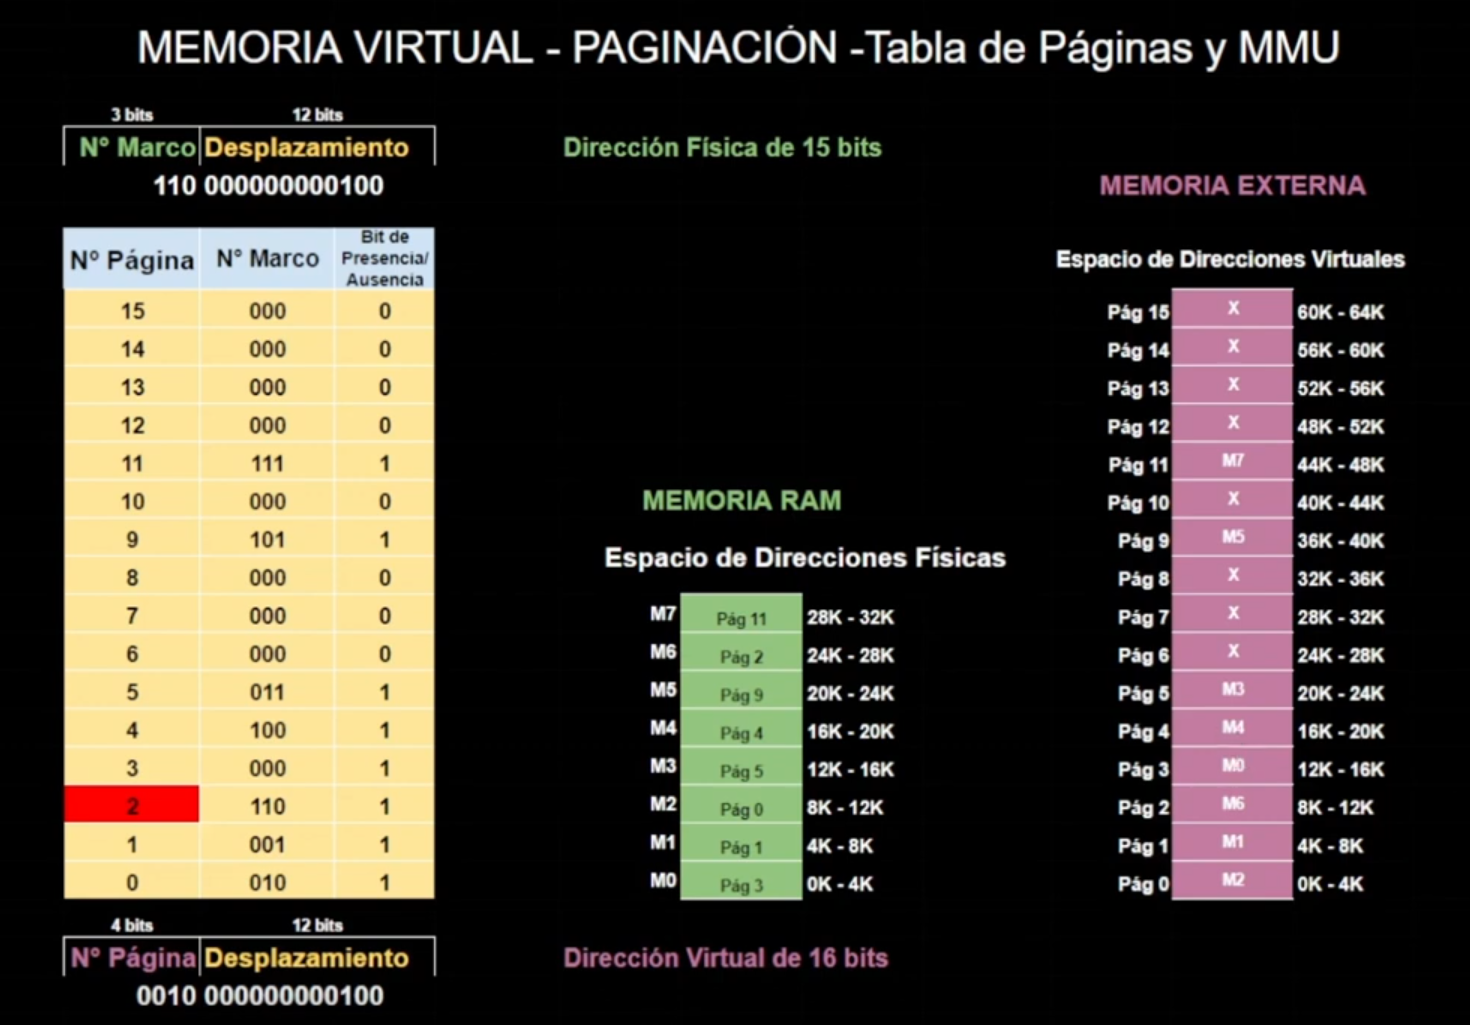 MEMORIA VIRTUAL - PAGINACIÓN -Tabla de Páginas y MMU
3 bits 12 bits
Nº Marco Desplazamiento
110 000000000100
Dirección Física de 15 bits
Nº Página Nº Marco Bit de Presencia/ Ausencia
15 000 0
14 000 0
13 000 0
12 000 0
11 111 1
10 000 0
9 101 1
8 000 0
7 000 0
6 000 0
5 011 1
4 100 1
3 000 1
2 110 1
1 001 1
0 010 1
4 bits 12 bits
Nº Página Desplazamiento
0010 000000000100
Dirección Virtual de 16 bits
MEMORIA RAM
Espacio de Direcciones Físicas
M7 Pág 11 28K - 32K
M6 Pág 2 24K - 28K
M5 Pág 9 20K - 24K
M4 Pág 4 16K - 20K
M3 Pág 5 12K - 16K
M2 Pág 0 8K - 12K
M1 Pág 1 4K - 8K
M0 Pág 3 0K - 4K
MEMORIA EXTERNA
Espacio de Direcciones Virtuales
Pág 15 X 60K - 64K
Pág 14 X 56K - 60K
Pág 13 X 52K - 56K
Pág 12 X 48K - 52K
Pág 11 M7 44K - 48K
Pág 10 X 40K - 44K
Pág 9 M5 36K - 40K
Pág 8 X 32K - 36K
Pág 7 X 28K - 32K
Pág 6 X 24K - 28K
Pág 5 M3 20K - 24K
Pág 4 M4 16K - 20K
Pág 3 M0 12K - 16K
Pág 2 M6 8K - 12K
Pág 1 M1 4K - 8K
Pág 0 M2 0K - 4K